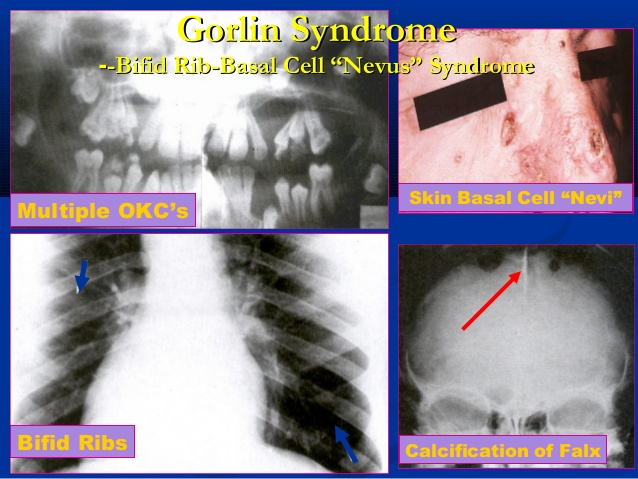 Gorlin Syndrome
--Bifid Rib-Basal Cell “Nevus” Syndrome
Multiple OKC’s
Skin Basal Cell “Nevi”
Bifid Ribs
Calcification of Falx